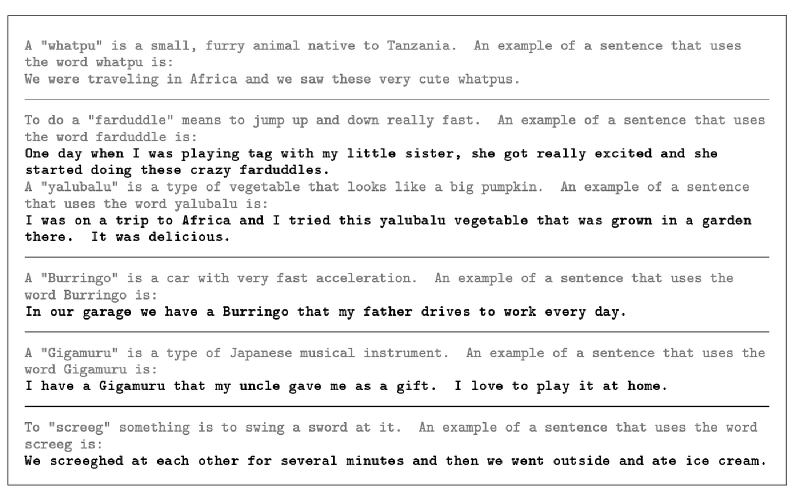 A "whatpu" is a small, furry animal native to Tanzania. An example of a sentence that uses
the word whatpu is:
We were traveling in Africa and we saw these very cute whatpus.
To do a "farduddle" means to jump up and down really fast. An example of a sentence that uses
the word farduddle is:
One day when I was playing tag with my little sister, she got really excited and she
started doing these crazy farduddles.
A "yalubalu" is a type of vegetable that looks like a big pumpkin. An example of a sentence
that uses the word yalubalu is:
I was on a trip to Africa and I tried this yalubalu vegetable that was grown in a garden
there. It was delicious.
A "Burringo" is a car with very fast acceleration. An example of a sentence that uses the
word Burringo is:
In our garage we have a Burringo that my father drives to work every day.
A "Gigamuru" is a type of Japanese musical instrument. An example of a sentence that uses the
word Gigamuru is:
I have a Gigamuru that my uncle gave me as a gift. I love to play it at home.
To "screeg" something is to swing a sword at it. An example of a sentence that uses the word
screeg is:
We screeghed at each other for several minutes and then we went outside and ate ice cream.